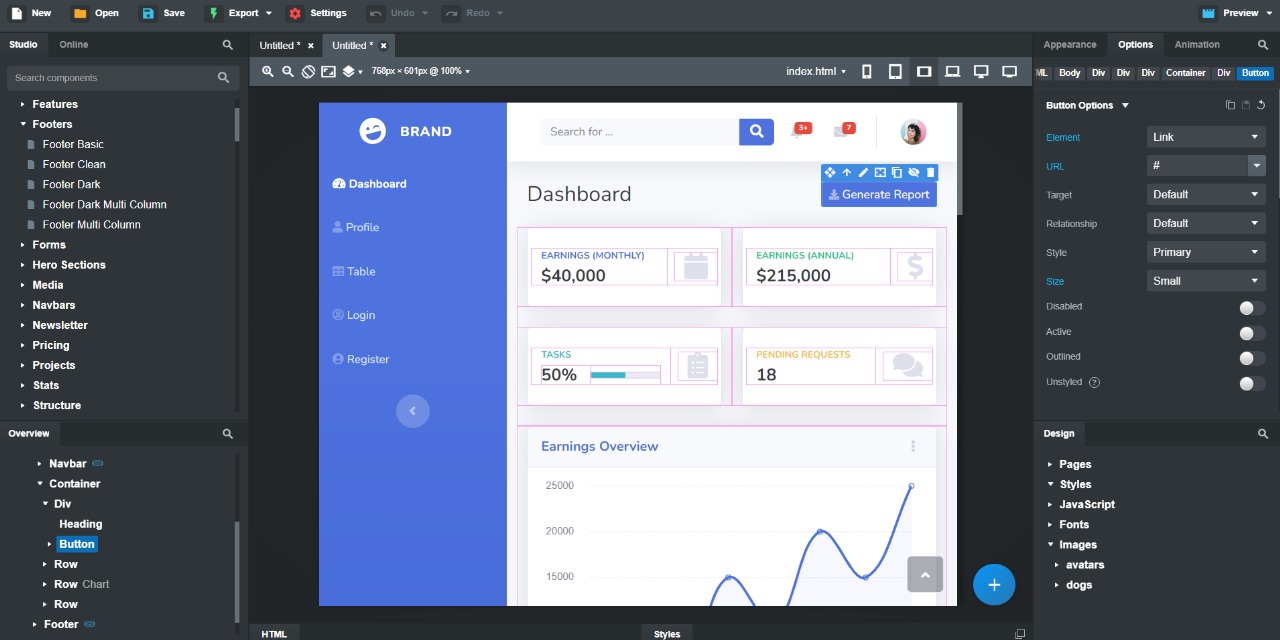 New Open Save Export Settings Undo Redo Preview
Studio Online
Search components
Features
Footers
Footer Basic
Footer Clean
Footer Dark
Footer Dark Multi Column
Footer Multi Column
Forms
Hero Sections
Media
Navbars
Newsletter
Pricing
Projects
Stats
Structure
Overview
Navbar
Container
Div
Heading
Button
Row
Row Chart
Row
Footer
Untitled * × Untitled * ×
768px × 601px @ 100%
index.html
BRAND
Dashboard
Profile
Table
Login
Register
Search for ...
3+
7
Dashboard
Generate Report
EARNINGS (MONTHLY)
$40,000
EARNINGS (ANNUAL)
$215,000
TASKS
50%
PENDING REQUESTS
18
Earnings Overview
25000
20000
15000
HTML
Styles
Appearance Options Animation
ML Body Div Div Div Container Div Button
Button Options
Element Link
URL #
Target Default
Relationship Default
Style Primary
Size Small
Disabled
Active
Outlined
Unstyled ?
Design
Pages
Styles
JavaScript
Fonts
Images
avatars
dogs